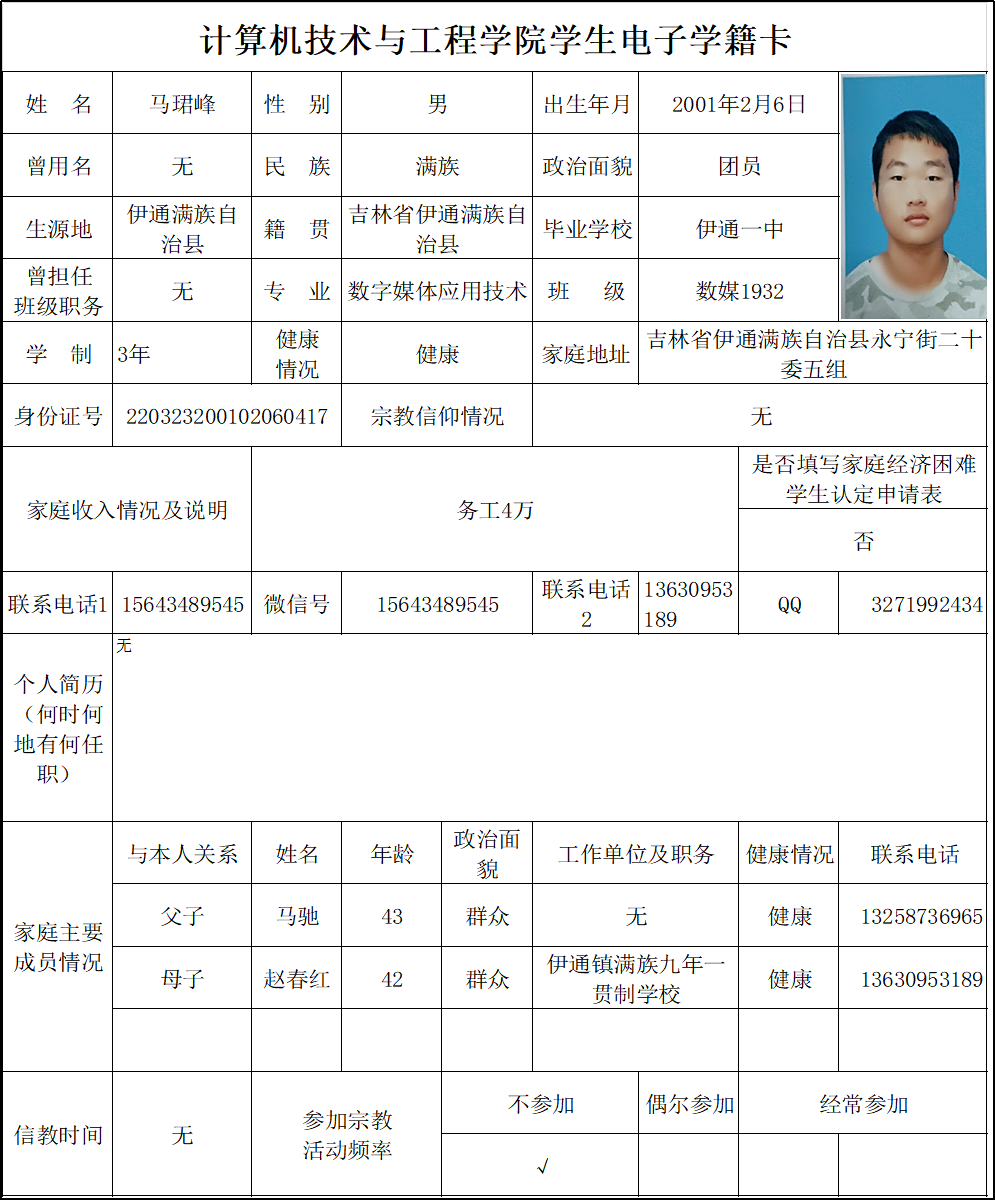 计算机技术与工程学院学生电子学籍卡
姓 名 马珺峰 性 别 男 出生年月 2001年2月6日
曾用名 无 民 族 满族 政治面貌 团员
生源地 伊通满族自
治县 籍 贯 吉林省伊通满族自
治县 毕业学校 伊通一中
曾担任
班级职务 无 专 业 数字媒体应用技术 班 级 数媒1932
学 制 3年 健康
情况 健康 家庭地址 吉林省伊通满族自治县永宁街二十
委五组
身份证号 220323200102060417 宗教信仰情况 无
家庭收入情况及说明 务工4万 是否填写家庭经济困难
学生认定申请表
否
联系电话1 15643489545 微信号 15643489545 联系电话
2 13630953
189 QQ 3271992434
个人简历
（何时何
地有何任
职） 无
家庭主要
成员情况
与本人关系 姓名 年龄 政治面
貌 工作单位及职务 健康情况 联系电话
父子 马驰 43 群众 无 健康 13258736965
母子 赵春红 42 群众 伊通镇满族九年一
贯制学校 健康 13630953189
信教时间 无 参加宗教
活动频率 不参加 偶尔参加 经常参加
√